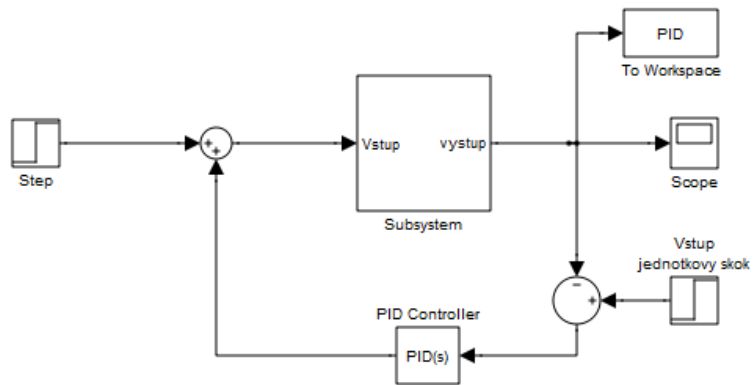 PID
To Workspace
Step
Vstup
vystup
Subsystem
Scope
Vstup
jednotkovy skok
PID Controller
PID(s)